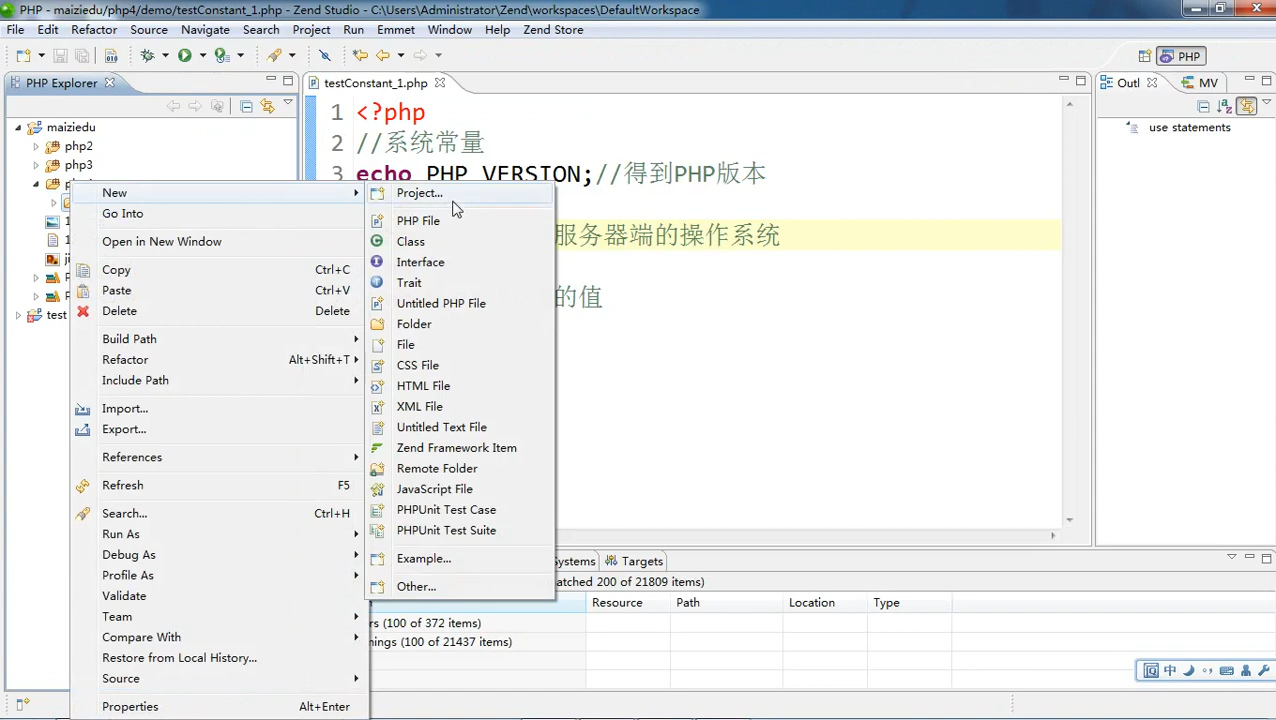 PHP - maiziedu/php4/demo/testConstant_1.php - Zend Studio - C:\Users\Administrator\Zend\workspaces\DefaultWorkspace
File Edit Refactor Source Navigate Search Project Run Emmet Window Help Zend Store
PHP
PHP Explorer
testConstant_1.php
Outl
MV
maiziedu
php2
php3
test
use statements
1 <?php
2 //系统常量
3 echo PHP_VERSION;//得到PHP版本
服务器端的操作系统
的值
New
Go Into
Open in New Window
Copy Ctrl+C
Paste Ctrl+V
Delete Delete
Build Path
Refactor Alt+Shift+T
Include Path
Import...
Export...
References
Refresh F5
Search... Ctrl+H
Run As
Debug As
Profile As
Validate
Team
Compare With
Restore from Local History...
Source
Properties Alt+Enter
Project...
PHP File
Class
Interface
Trait
Untitled PHP File
Folder
File
CSS File
HTML File
XML File
Untitled Text File
Zend Framework Item
Remote Folder
JavaScript File
PHPUnit Test Case
PHPUnit Test Suite
Example...
Other...
Systems
Targets
atched 200 of 21809 items)
Resource Path Location Type
rs (100 of 372 items)
nings (100 of 21437 items)
中